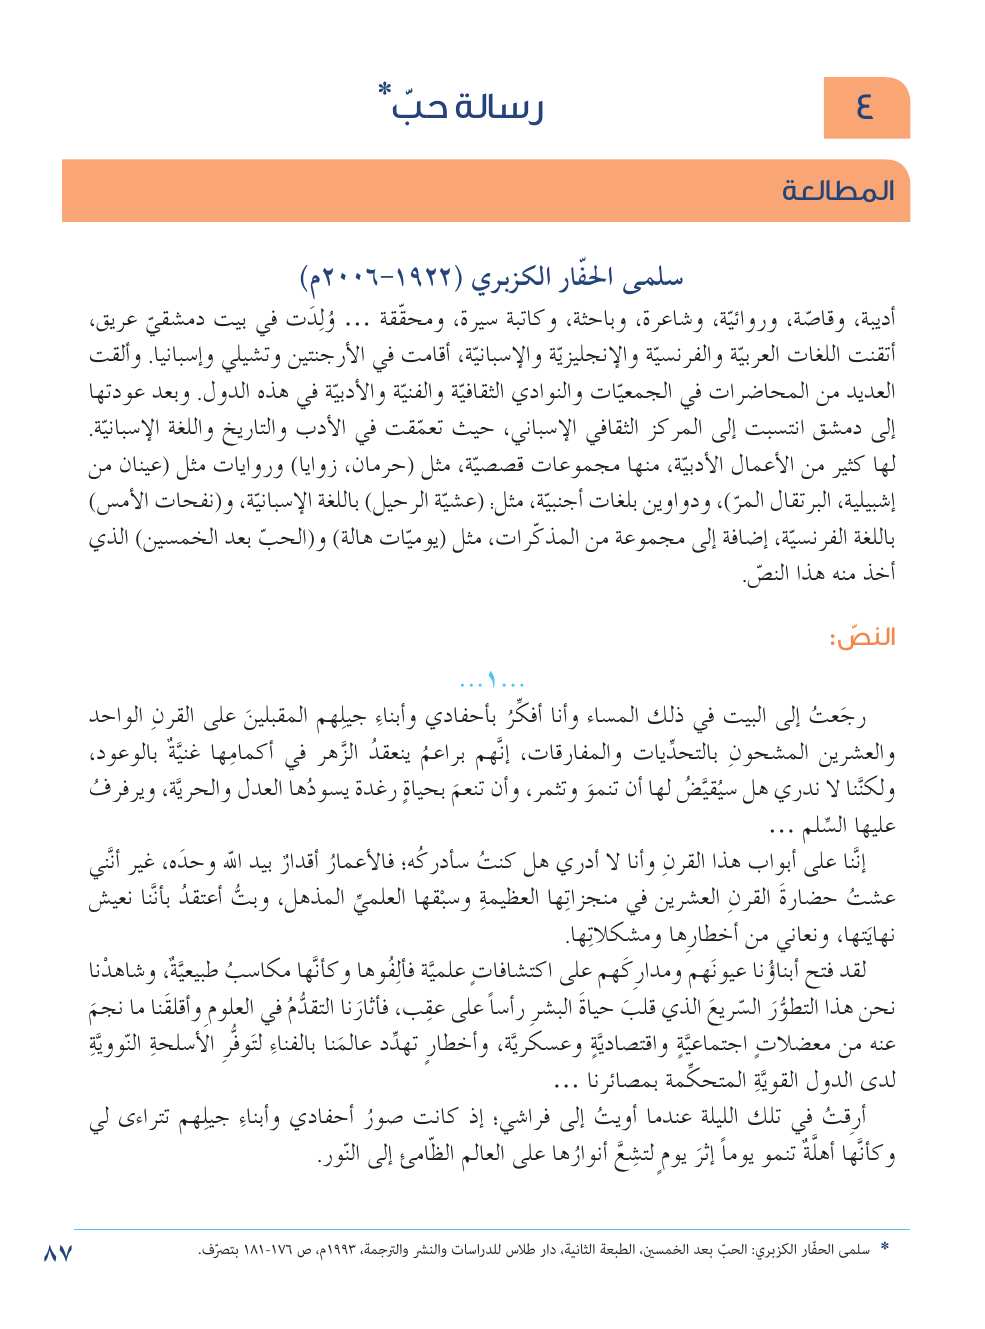 ٤
رسالة حبّ*
المطالعة
سلمى الحفّار الكزبري (١٩٢٢-٢٠٠٦م)
أديبة، وقاصّة، وروائيّة، وشاعرة، وباحثة، وكاتبة سيرة، ومحقّقة ... وُلِدَت في بيت دمشقيّ عريق،
أتقنت اللغات العربيّة والفرنسيّة والإنجليزيّة والإسبانيّة، أقامت في الأرجنتين وتشيلي وإسبانيا. وألقت
العديد من المحاضرات في الجمعيّات والنوادي الثقافيّة والفنيّة والأدبيّة في هذه الدول. وبعد عودتها
إلى دمشق انتسبت إلى المركز الثقافي الإسباني، حيث تعمّقت في الأدب والتاريخ واللغة الإسبانيّة.
لها كثير من الأعمال الأدبيّة، منها مجموعات قصصيّة، مثل (حرمان، زوايا) وروايات مثل (عينان من
إشبيلية، البرتقال المرّ)، ودواوين بلغات أجنبيّة، مثل: (عشيّة الرحيل) باللغة الإسبانيّة، و(نفحات الأمس)
باللغة الفرنسيّة، إضافة إلى مجموعة من المذكّرات، مثل (يوميّات هالة) و(الحبّ بعد الخمسين) الذي
أخذ منه هذا النصّ.
النصّ:
...١...
رجَعتُ إلى البيت في ذلك المساء وأنا أفكِّرُ بأحفادي وأبناءِ جيلِهم المقبلينَ على القرنِ الواحد
والعشرين المشحونِ بالتحدِّيات والمفارقات، إنَّهم براعمُ ينعقدُ الزَّهر في أكمامِها غنيَّةٌ بالوعود،
ولكنَّنا لا ندري هل سيُقيَّضُ لها أن تنموَ وتثمر، وأن تنعمَ بحياةٍ رغدة يسودُها العدل والحريَّة، ويرفرفُ
عليها السِّلم ...
إنَّنا على أبواب هذا القرنِ وأنا لا أدري هل كنتُ سأدركُه؛ فالأعمارُ أقدارٌ بيد الله وحدَه، غير أنَّني
عشتُ حضارةَ القرنِ العشرين في منجزاتِها العظيمةِ وسبْقها العلميِّ المذهل، وبتُّ أعتقدُ بأنَّنا نعيش
نهايَتها، ونعاني من أخطارِها ومشكلاتِها.
لقد فتح أبناؤُنا عيونَهم ومداركَهم على اكتشافاتٍ علميَّة فألِفُوها وكأنَّها مكاسبُ طبيعيَّةٌ، وشاهدْنا
نحن هذا التطوُّرَ السّريعَ الذي قلبَ حياةَ البشرِ رأساً على عقِب، فأثارَنا التقدُّمُ في العلومِ وأقلقَنا ما نجمَ
عنه من معضلاتٍ اجتماعيَّةٍ واقتصاديَّةٍ وعسكريَّة، وأخطارٍ تهدِّد عالمَنا بالفناءِ لتَوفُّرِ الأسلحةِ النّوويَّةِ
لدى الدول القويَّةِ المتحكِّمة بمصائرنا ...
أرِقتُ في تلك الليلة عندما أويتُ إلى فراشي؛ إذ كانت صورُ أحفادي وأبناءِ جيلِهم تتراءى لي
وكأنَّها أهلَّةٌ تنمو يوماً إثرَ يومٍ لتشِعَّ أنوارُها على العالم الظّامئِ إلى النّور.
* سلمى الحفّار الكزبري: الحبّ بعد الخمسين، الطبعة الثانية، دار طلاس للدراسات والنشر والترجمة، ١٩٩٣م، ص ١٧٦-١٨١ بتصرّف.
٨٧